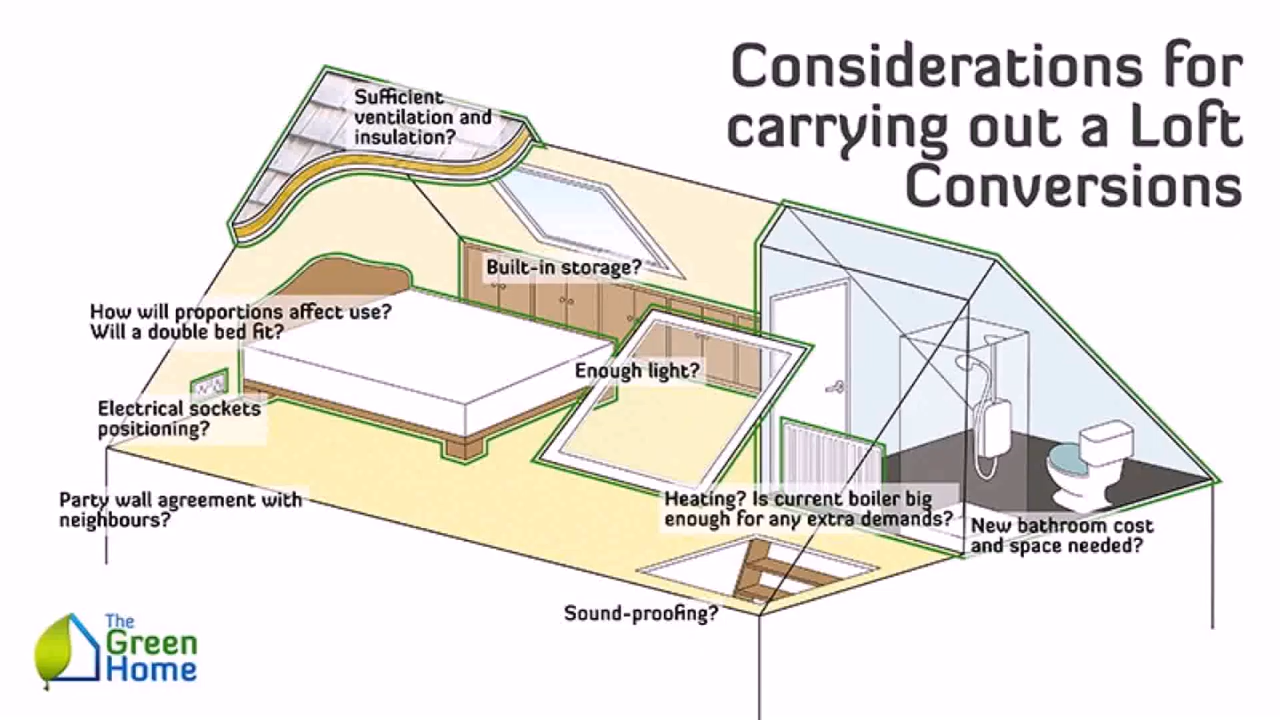 Considerations for
carrying out a Loft
Conversions
Sufficient
ventilation and
insulation?
Built-in storage?
How will proportions affect use?
Will a double bed fit?
Enough light?
Electrical sockets
positioning?
Party wall agreement with
neighbours?
Heating? Is current boiler big
enough for any extra demands?
New bathroom cost
and space needed?
Sound-proofing?
The
Green
Home